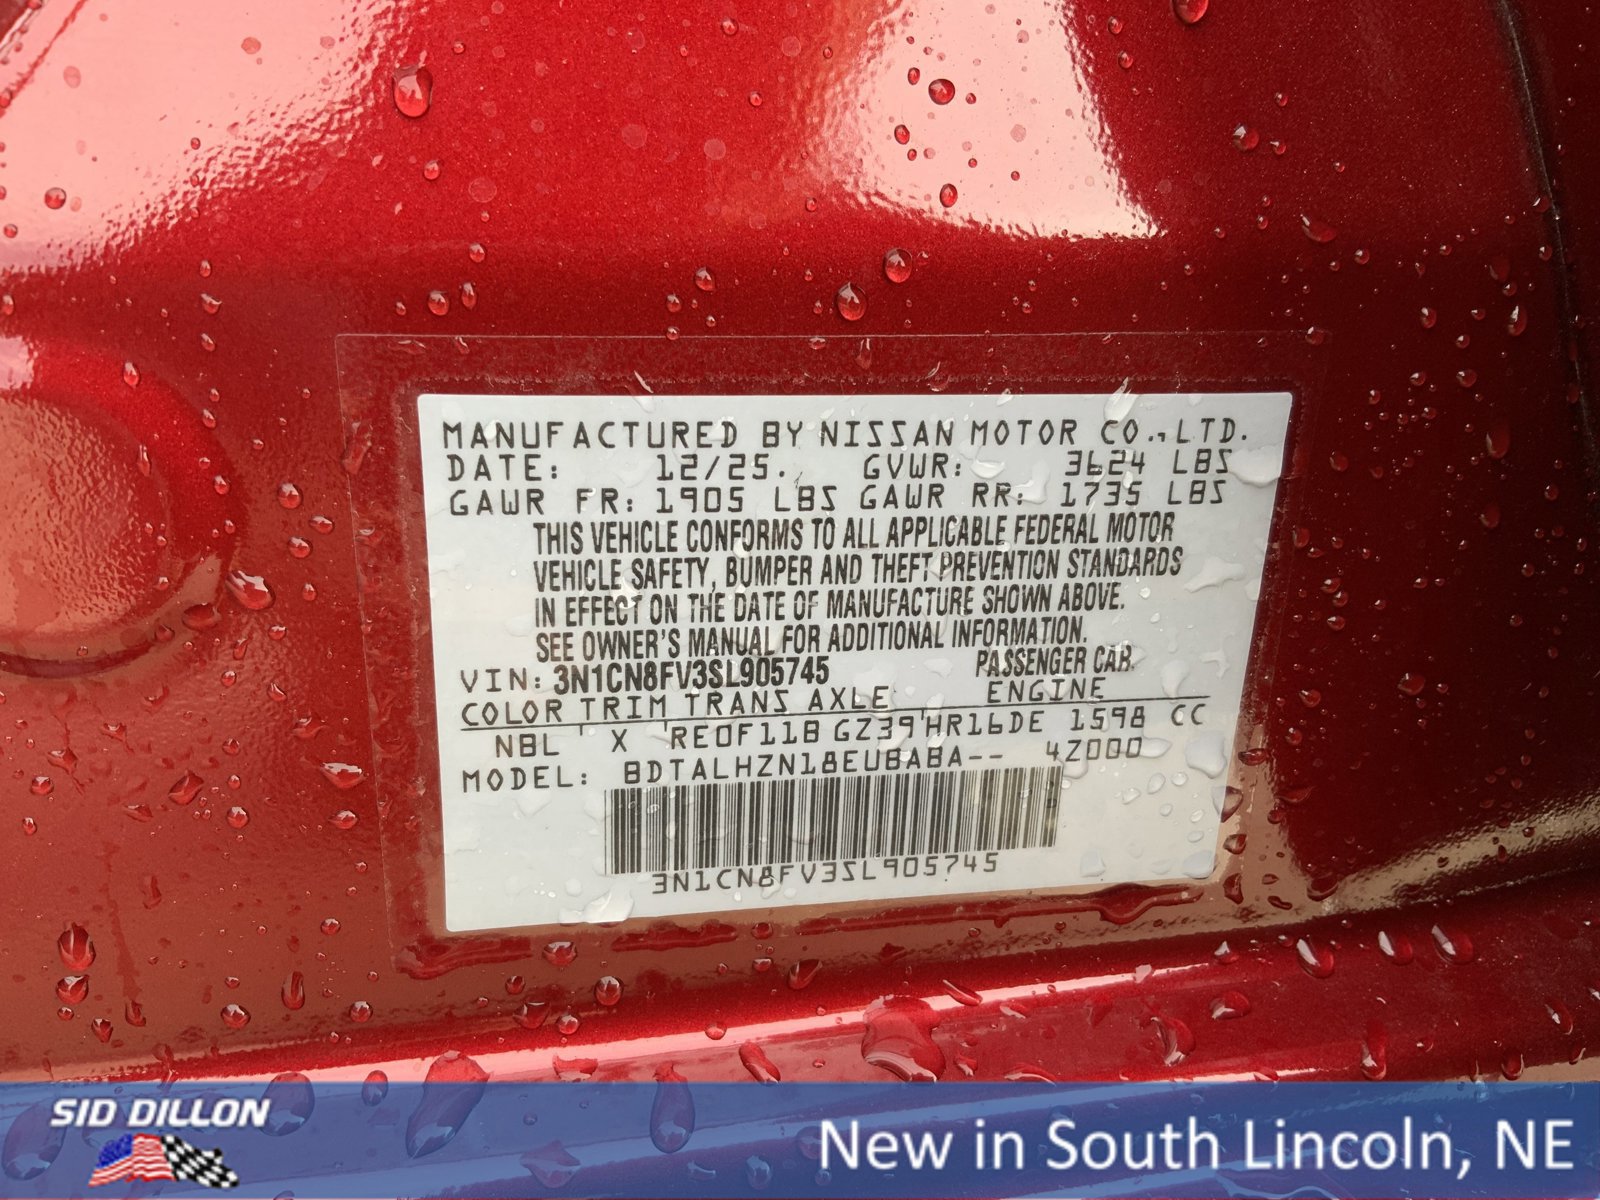 MANUFACTURED BY NISSAN MOTOR CO., LTD.
DATE: 12/25. GVWR: 3624 LBS
GAWR FR: 1905 LBS GAWR RR: 1735 LBS
THIS VEHICLE CONFORMS TO ALL APPLICABLE FEDERAL MOTOR
VEHICLE SAFETY, BUMPER AND THEFT PREVENTION STANDARDS
IN EFFECT ON THE DATE OF MANUFACTURE SHOWN ABOVE.
SEE OWNER'S MANUAL FOR ADDITIONAL INFORMATION.
VIN: 3N1CN8FV3SL905745 PASSENGER CAR
COLOR TRIM TRANS AXLE ENGINE
NBL X RE0F11B GZ39 HR16DE 1598 CC
MODEL: BDTALHZN18EUBABA-- 4Z000
3N1CN8FV3SL905745
SID DILLON
New in South Lincoln, NE